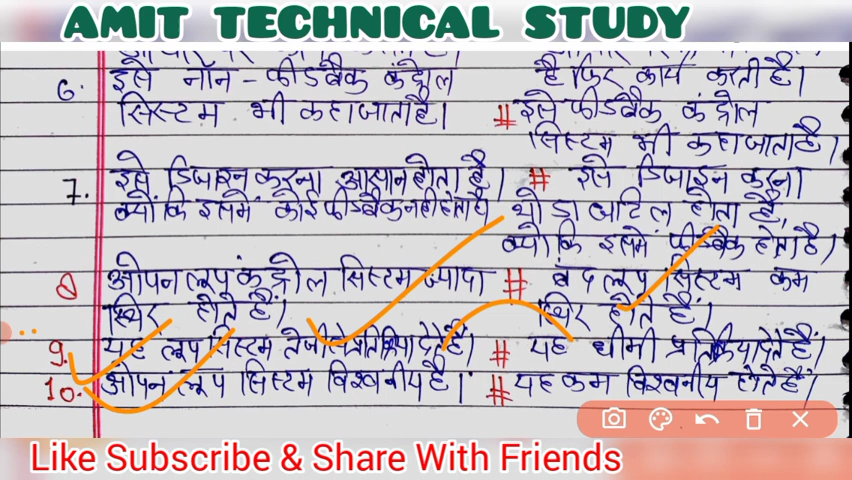 AMIT TECHNICAL STUDY
6. इसे नॉन - फीडबैक कंट्रोल
है फिर कार्य करती है।
सिस्टम भी कहा जाता है।
# इसे फीडबैक कंट्रोल
सिस्टम भी कहा जाता है।
7. इसे डिजाइन करना आसान होता है।
# इसे डिजाइन करना
क्यों कि इसमें कोई फीडबैक नही होता है।
थोडा जटिल होता है,
क्यो कि इसमे फीडबैक होता है।
8 ओपन लूप कंट्रोल सिस्टम ज्यादा
# बंद लूप सिस्टम कम
स्थिर होते हैं।
स्थिर होते हैं।
9. यह लूप सिस्टम तेजी से प्रतिक्रिया देते हैं।
# यह धीमी प्रतिक्रिया देते हैं।
10. ओपन लूप सिस्टम विश्वनीय है।
# यह कम विश्वनीय होते हैं।
Like Subscribe & Share With Friends